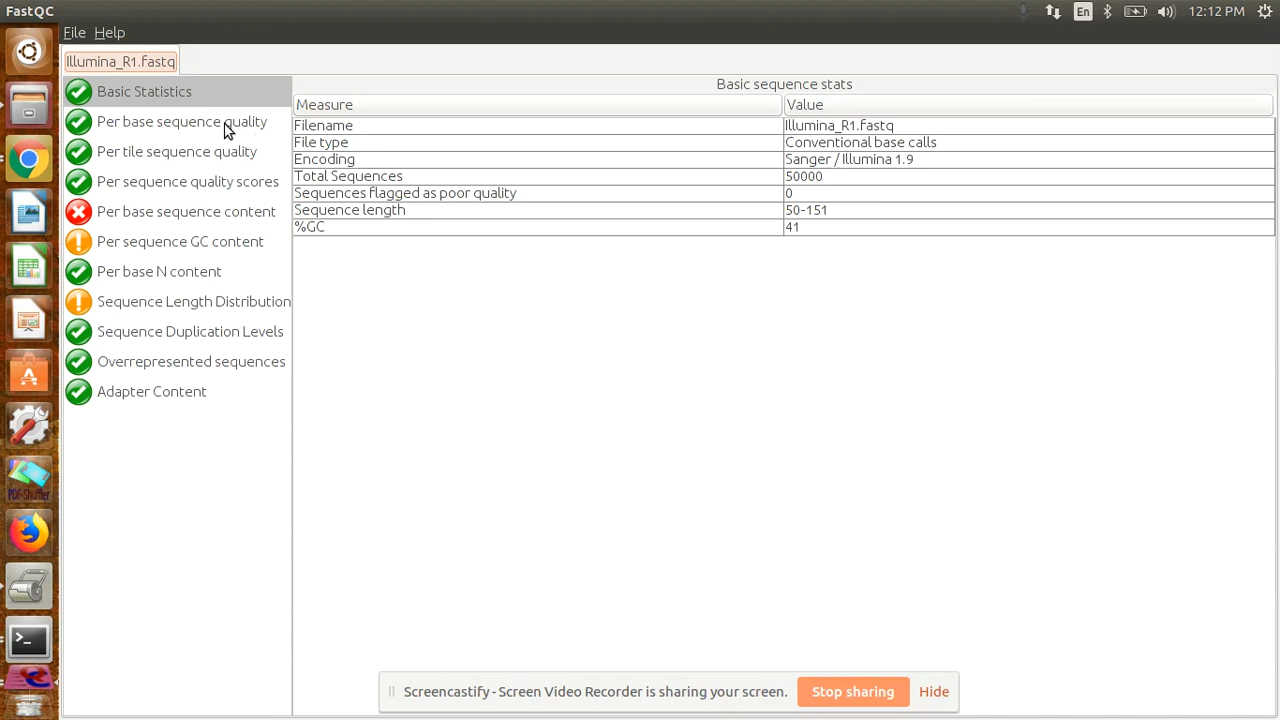 FastQC
En
12:12 PM
File Help
Illumina_R1.fastq
Basic Statistics
Per base sequence quality
Per tile sequence quality
Per sequence quality scores
Per base sequence content
Per sequence GC content
Per base N content
Sequence Length Distribution
Sequence Duplication Levels
Overrepresented sequences
Adapter Content
Basic sequence stats
Measure Value
Filename Illumina_R1.fastq
File type Conventional base calls
Encoding Sanger / Illumina 1.9
Total Sequences 50000
Sequences flagged as poor quality 0
Sequence length 50-151
%GC 41
PDF-Shuffler
Screencastify - Screen Video Recorder is sharing your screen. Stop sharing Hide